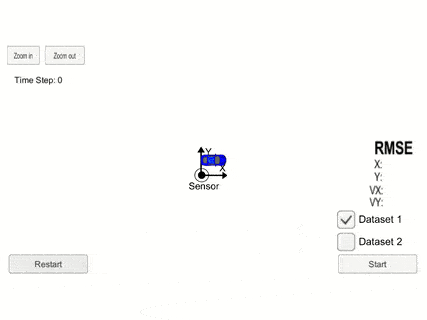 Zoom in
Zoom out
Time Step: 0
Y
X
Sensor
RMSE
X:
Y:
VX:
VY:
Dataset 1
Dataset 2
Restart
Start